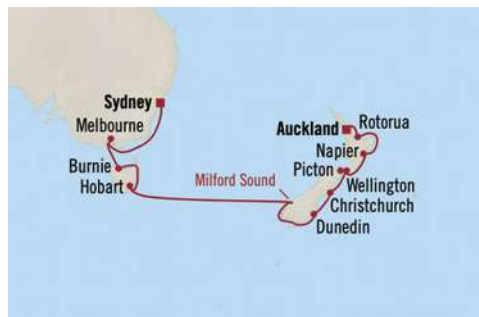 Sydney
Melbourne
Auckland
Rotorua
Napier
Burnie
Picton
Hobart
Milford Sound
Wellington
Christchurch
Dunedin